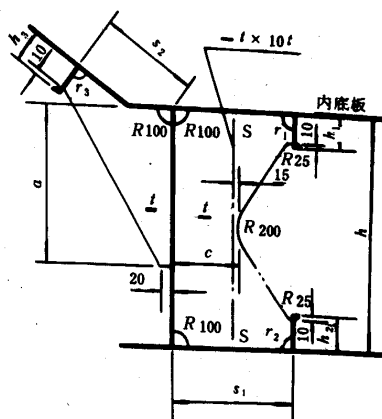 h₃
10
r₃
s₂
t × 10t
内底板
R100
R100
S
r₁
10
h₁
R25
15
a
t
t
R200
h
c
20
R25
R100
S
r₂
10
h₂
s₁